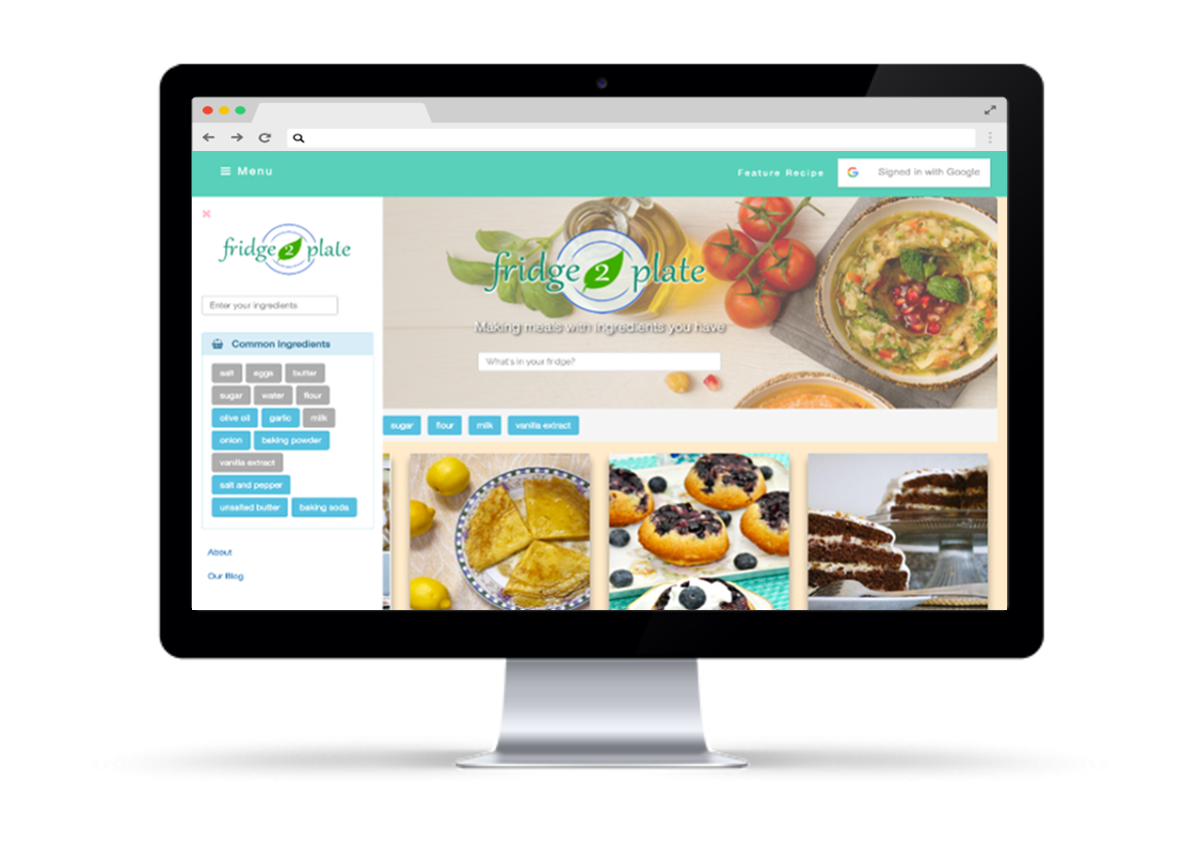 Menu
Feature Recipe
Signed in with Google
fridge 2 plate
Enter your ingredients
Common Ingredients
salt eggs butter
sugar water flour
olive oil garlic milk
onion baking powder
vanilla extract
salt and pepper
unsalted butter baking soda
About
Our Blog
fridge 2 plate
Making meals with ingredients you have
What's in your fridge?
sugar flour milk vanilla extract